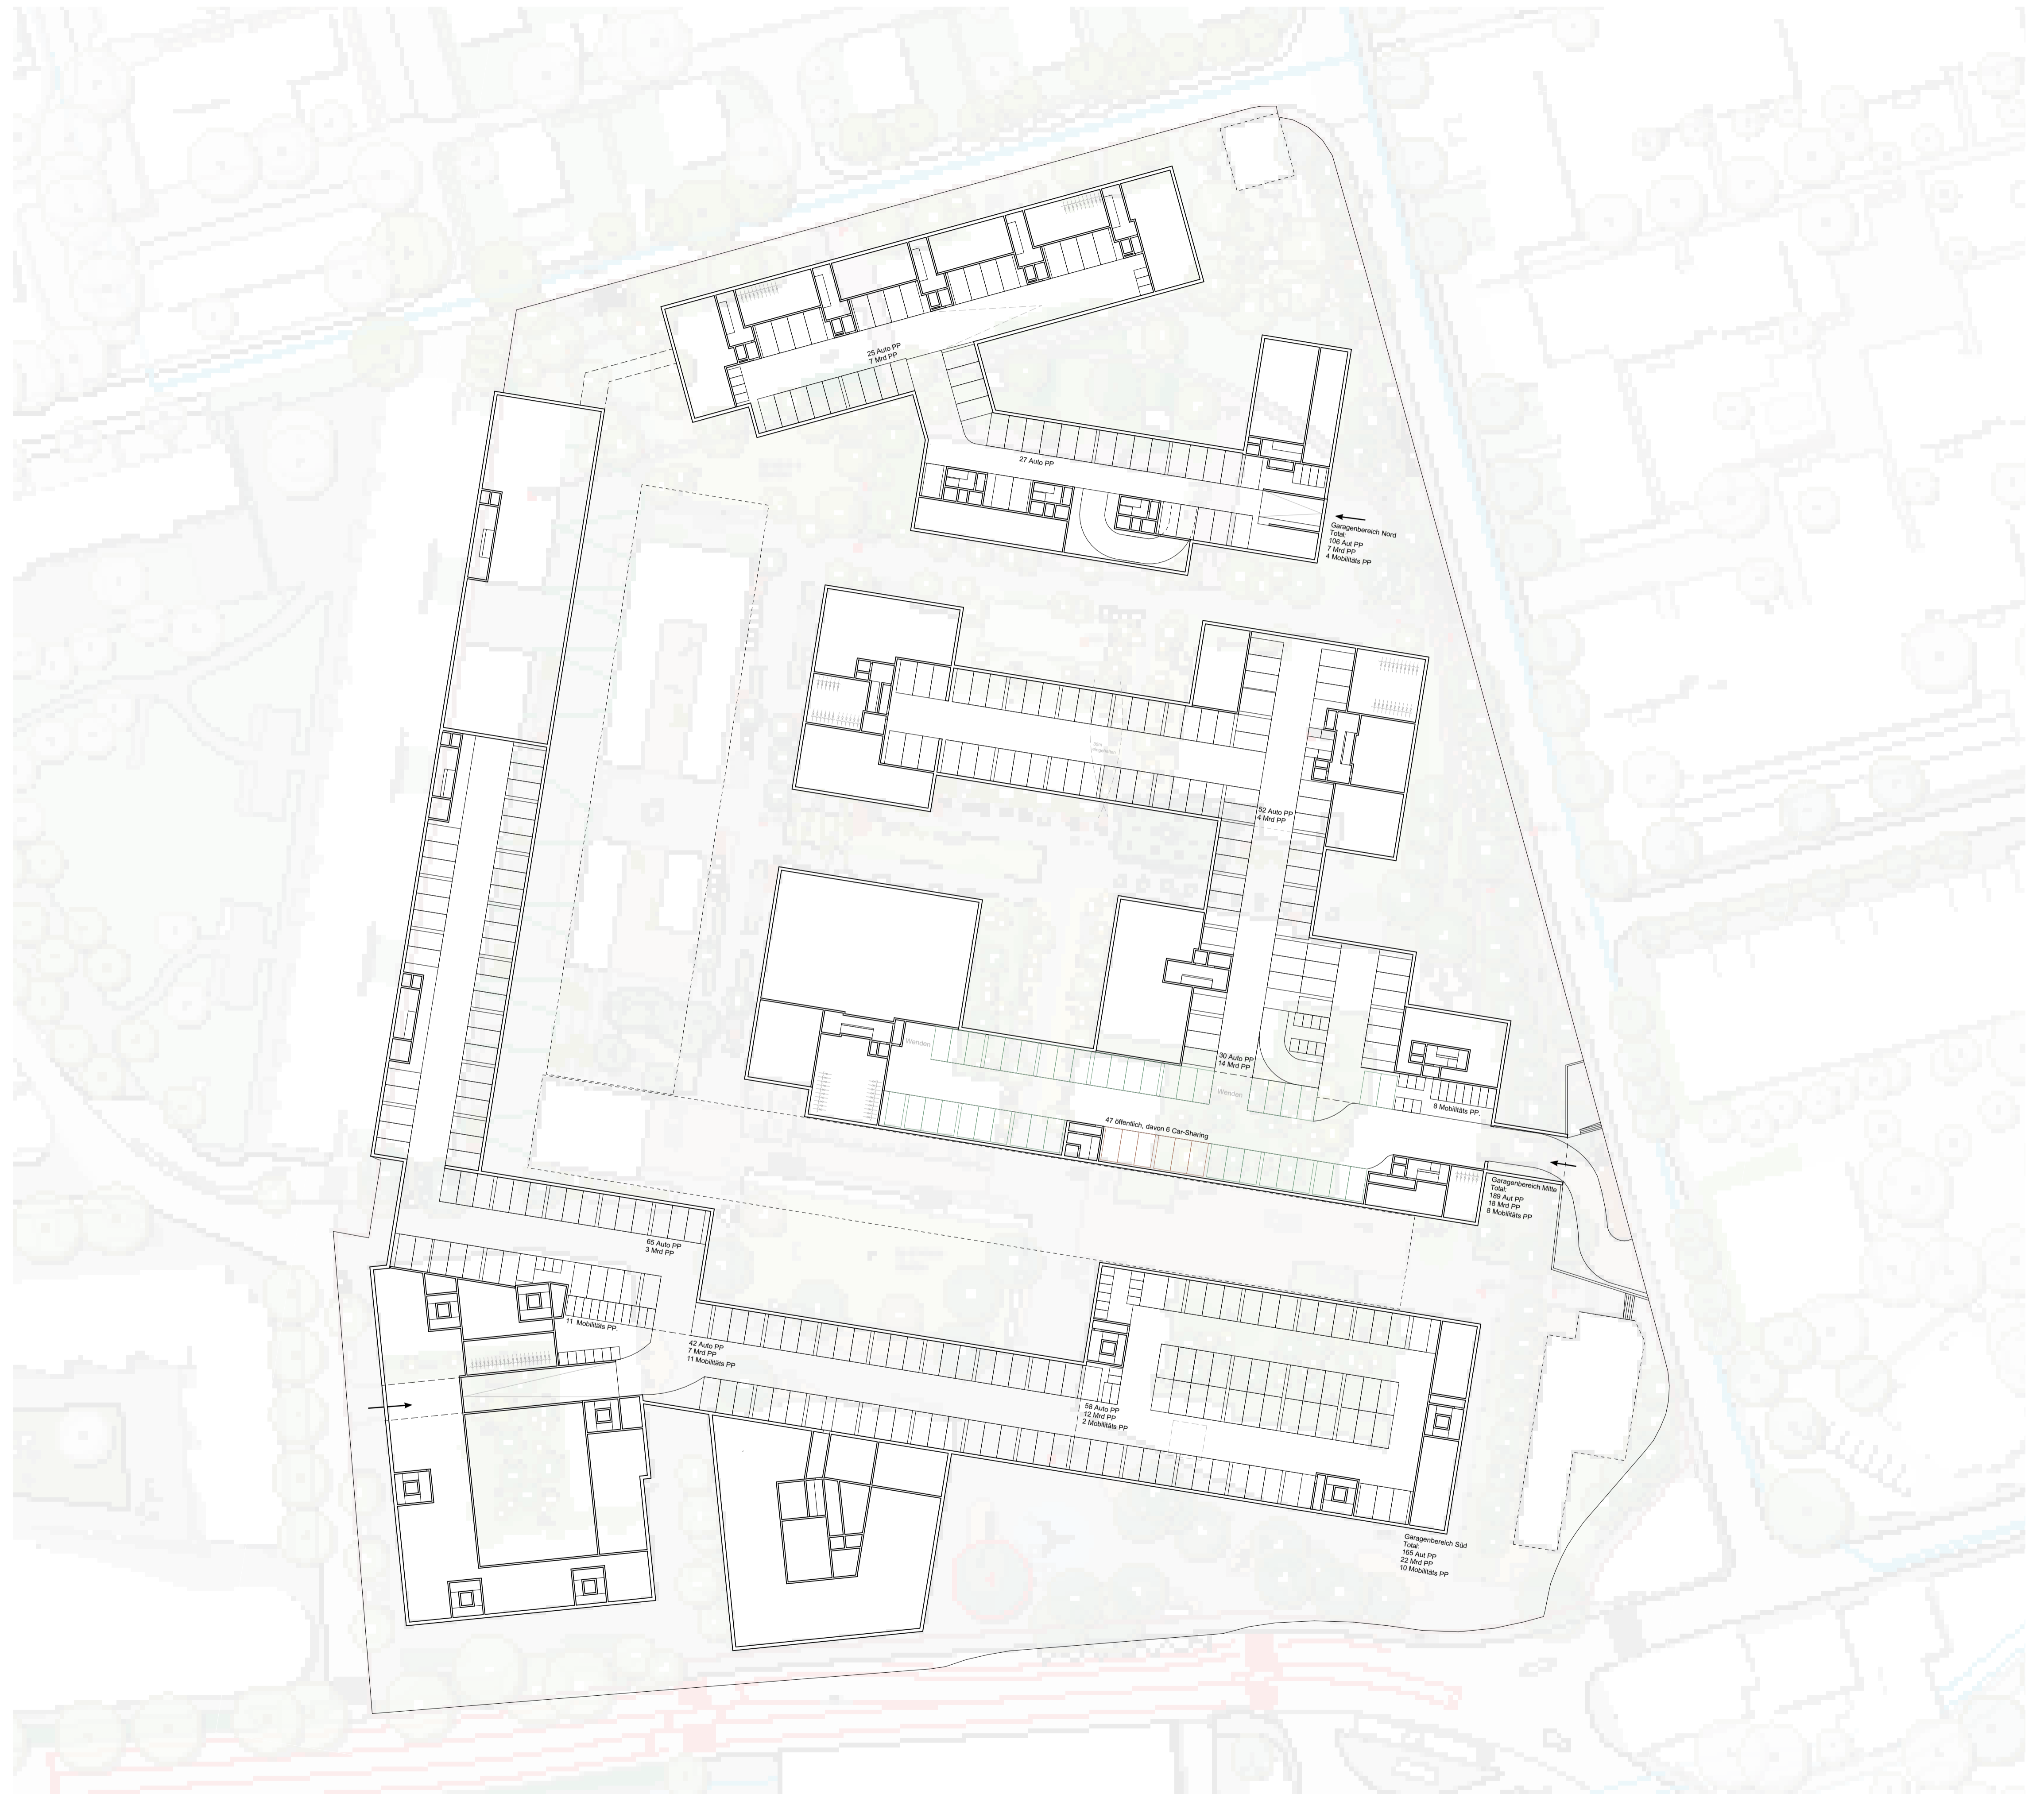 25 Auto PP
7 Mrd PP
27 Auto PP
Garagenbereich Nord
Total:
106 Aut PP
7 Mrd PP
4 Mobilitäts PP
52 Auto PP
4 Mrd PP
Wenden
30 Auto PP
14 Mrd PP
Wenden
8 Mobilitäts PP.
47 öffentlich, davon 6 Car-Sharing
Garagenbereich Mitte
Total:
189 Aut PP
18 Mrd PP
8 Mobilitäts PP
65 Auto PP
3 Mrd PP
11 Mobilitäts PP.
42 Auto PP
7 Mrd PP
11 Mobilitäts PP
58 Auto PP
12 Mrd PP
2 Mobilitäts PP
Garagenbereich Süd
Total:
165 Aut PP
22 Mrd PP
10 Mobilitäts PP